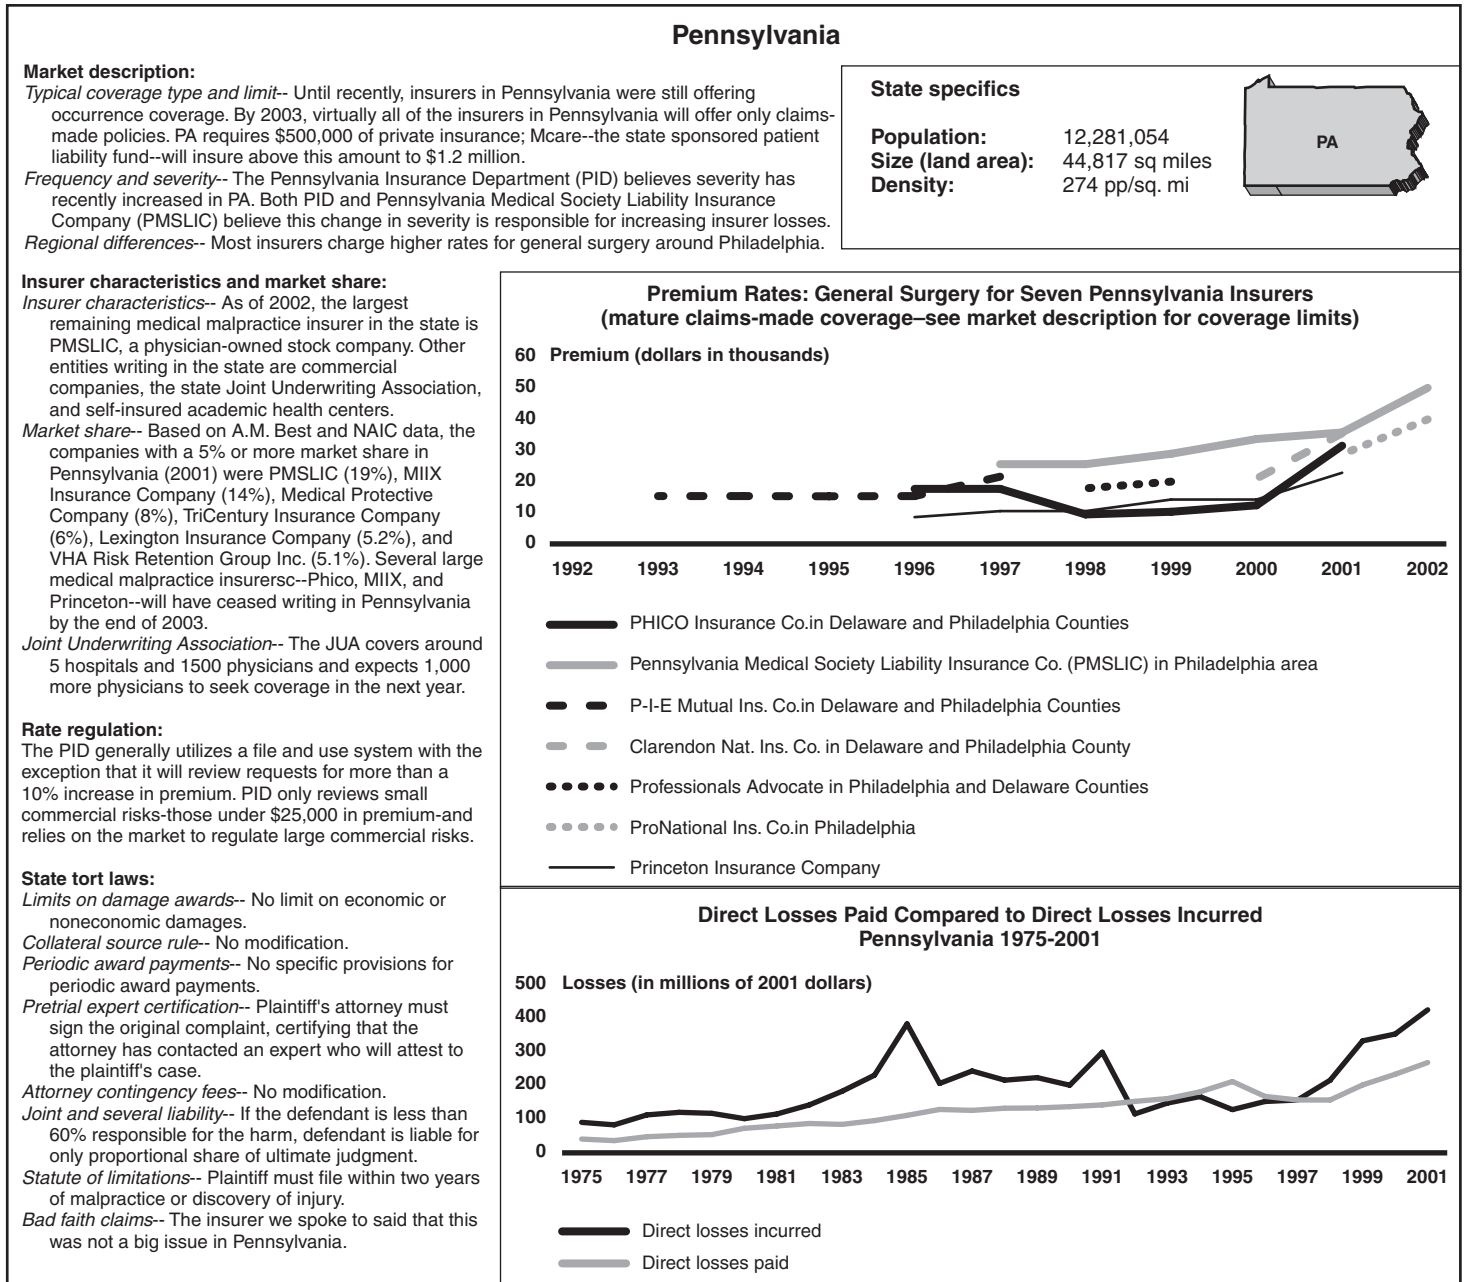 Pennsylvania
Market description:
Typical coverage type and limit-- Until recently, insurers in Pennsylvania were still offering
occurrence coverage. By 2003, virtually all of the insurers in Pennsylvania will offer only claims-
made policies. PA requires $500,000 of private insurance; Mcare--the state sponsored patient
liability fund--will insure above this amount to $1.2 million.
Frequency and severity-- The Pennsylvania Insurance Department (PID) believes severity has
recently increased in PA. Both PID and Pennsylvania Medical Society Liability Insurance
Company (PMSLIC) believe this change in severity is responsible for increasing insurer losses.
Regional differences-- Most insurers charge higher rates for general surgery around Philadelphia.
State specifics
Population: 12,281,054
Size (land area): 44,817 sq miles
Density: 274 pp/sq. mi
PA
Insurer characteristics and market share:
Insurer characteristics-- As of 2002, the largest
remaining medical malpractice insurer in the state is
PMSLIC, a physician-owned stock company. Other
entities writing in the state are commercial
companies, the state Joint Underwriting Association,
and self-insured academic health centers.
Market share-- Based on A.M. Best and NAIC data, the
companies with a 5% or more market share in
Pennsylvania (2001) were PMSLIC (19%), MIIX
Insurance Company (14%), Medical Protective
Company (8%), TriCentury Insurance Company
(6%), Lexington Insurance Company (5.2%), and
VHA Risk Retention Group Inc. (5.1%). Several large
medical malpractice insurersc--Phico, MIIX, and
Princeton--will have ceased writing in Pennsylvania
by the end of 2003.
Joint Underwriting Association-- The JUA covers around
5 hospitals and 1500 physicians and expects 1,000
more physicians to seek coverage in the next year.
Rate regulation:
The PID generally utilizes a file and use system with the
exception that it will review requests for more than a
10% increase in premium. PID only reviews small
commercial risks-those under $25,000 in premium-and
relies on the market to regulate large commercial risks.
State tort laws:
Limits on damage awards-- No limit on economic or
noneconomic damages.
Collateral source rule-- No modification.
Periodic award payments-- No specific provisions for
periodic award payments.
Pretrial expert certification-- Plaintiff's attorney must
sign the original complaint, certifying that the
attorney has contacted an expert who will attest to
the plaintiff's case.
Attorney contingency fees-- No modification.
Joint and several liability-- If the defendant is less than
60% responsible for the harm, defendant is liable for
only proportional share of ultimate judgment.
Statute of limitations-- Plaintiff must file within two years
of malpractice or discovery of injury.
Bad faith claims-- The insurer we spoke to said that this
was not a big issue in Pennsylvania.
Premium Rates: General Surgery for Seven Pennsylvania Insurers
(mature claims-made coverage–see market description for coverage limits)
60 Premium (dollars in thousands)
50
40
30
20
10
0
1992 1993 1994 1995 1996 1997 1998 1999 2000 2001 2002
PHICO Insurance Co.in Delaware and Philadelphia Counties
Pennsylvania Medical Society Liability Insurance Co. (PMSLIC) in Philadelphia area
P-I-E Mutual Ins. Co.in Delaware and Philadelphia Counties
Clarendon Nat. Ins. Co. in Delaware and Philadelphia County
Professionals Advocate in Philadelphia and Delaware Counties
ProNational Ins. Co.in Philadelphia
Princeton Insurance Company
Direct Losses Paid Compared to Direct Losses Incurred
Pennsylvania 1975-2001
500 Losses (in millions of 2001 dollars)
400
300
200
100
0
1975 1977 1979 1981 1983 1985 1987 1989 1991 1993 1995 1997 1999 2001
Direct losses incurred
Direct losses paid